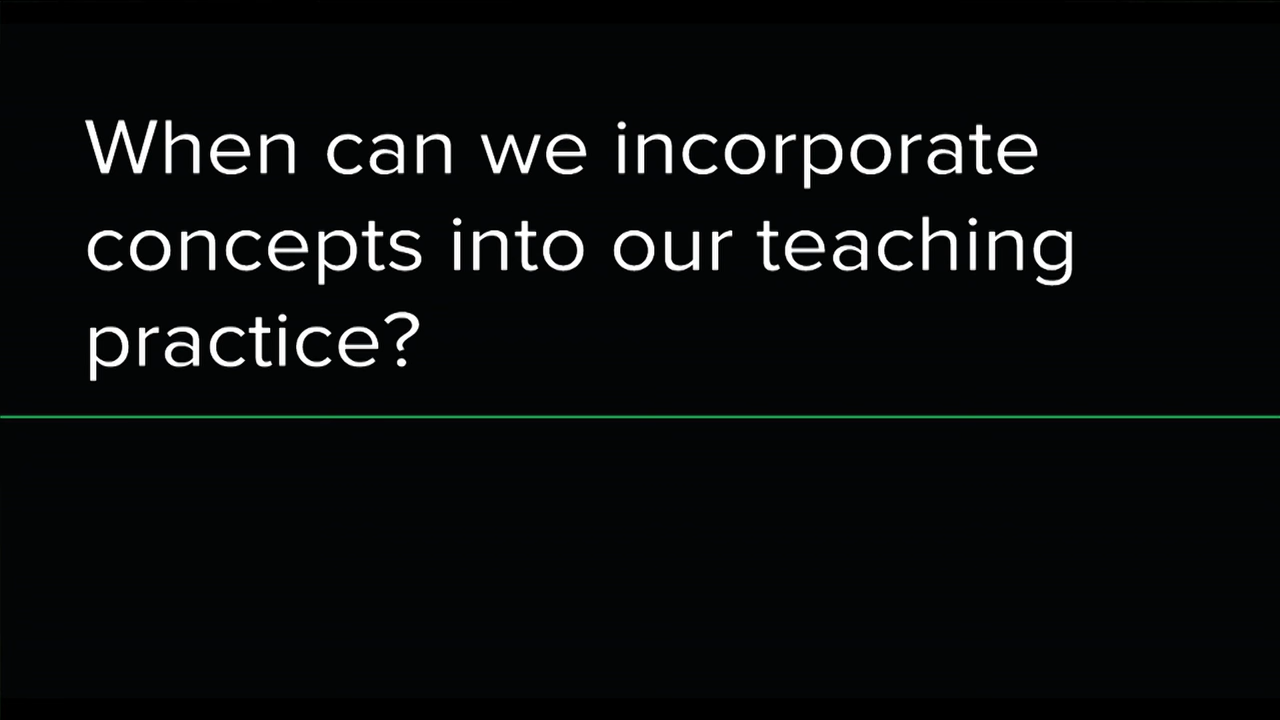 When can we incorporate
concepts into our teaching
practice?